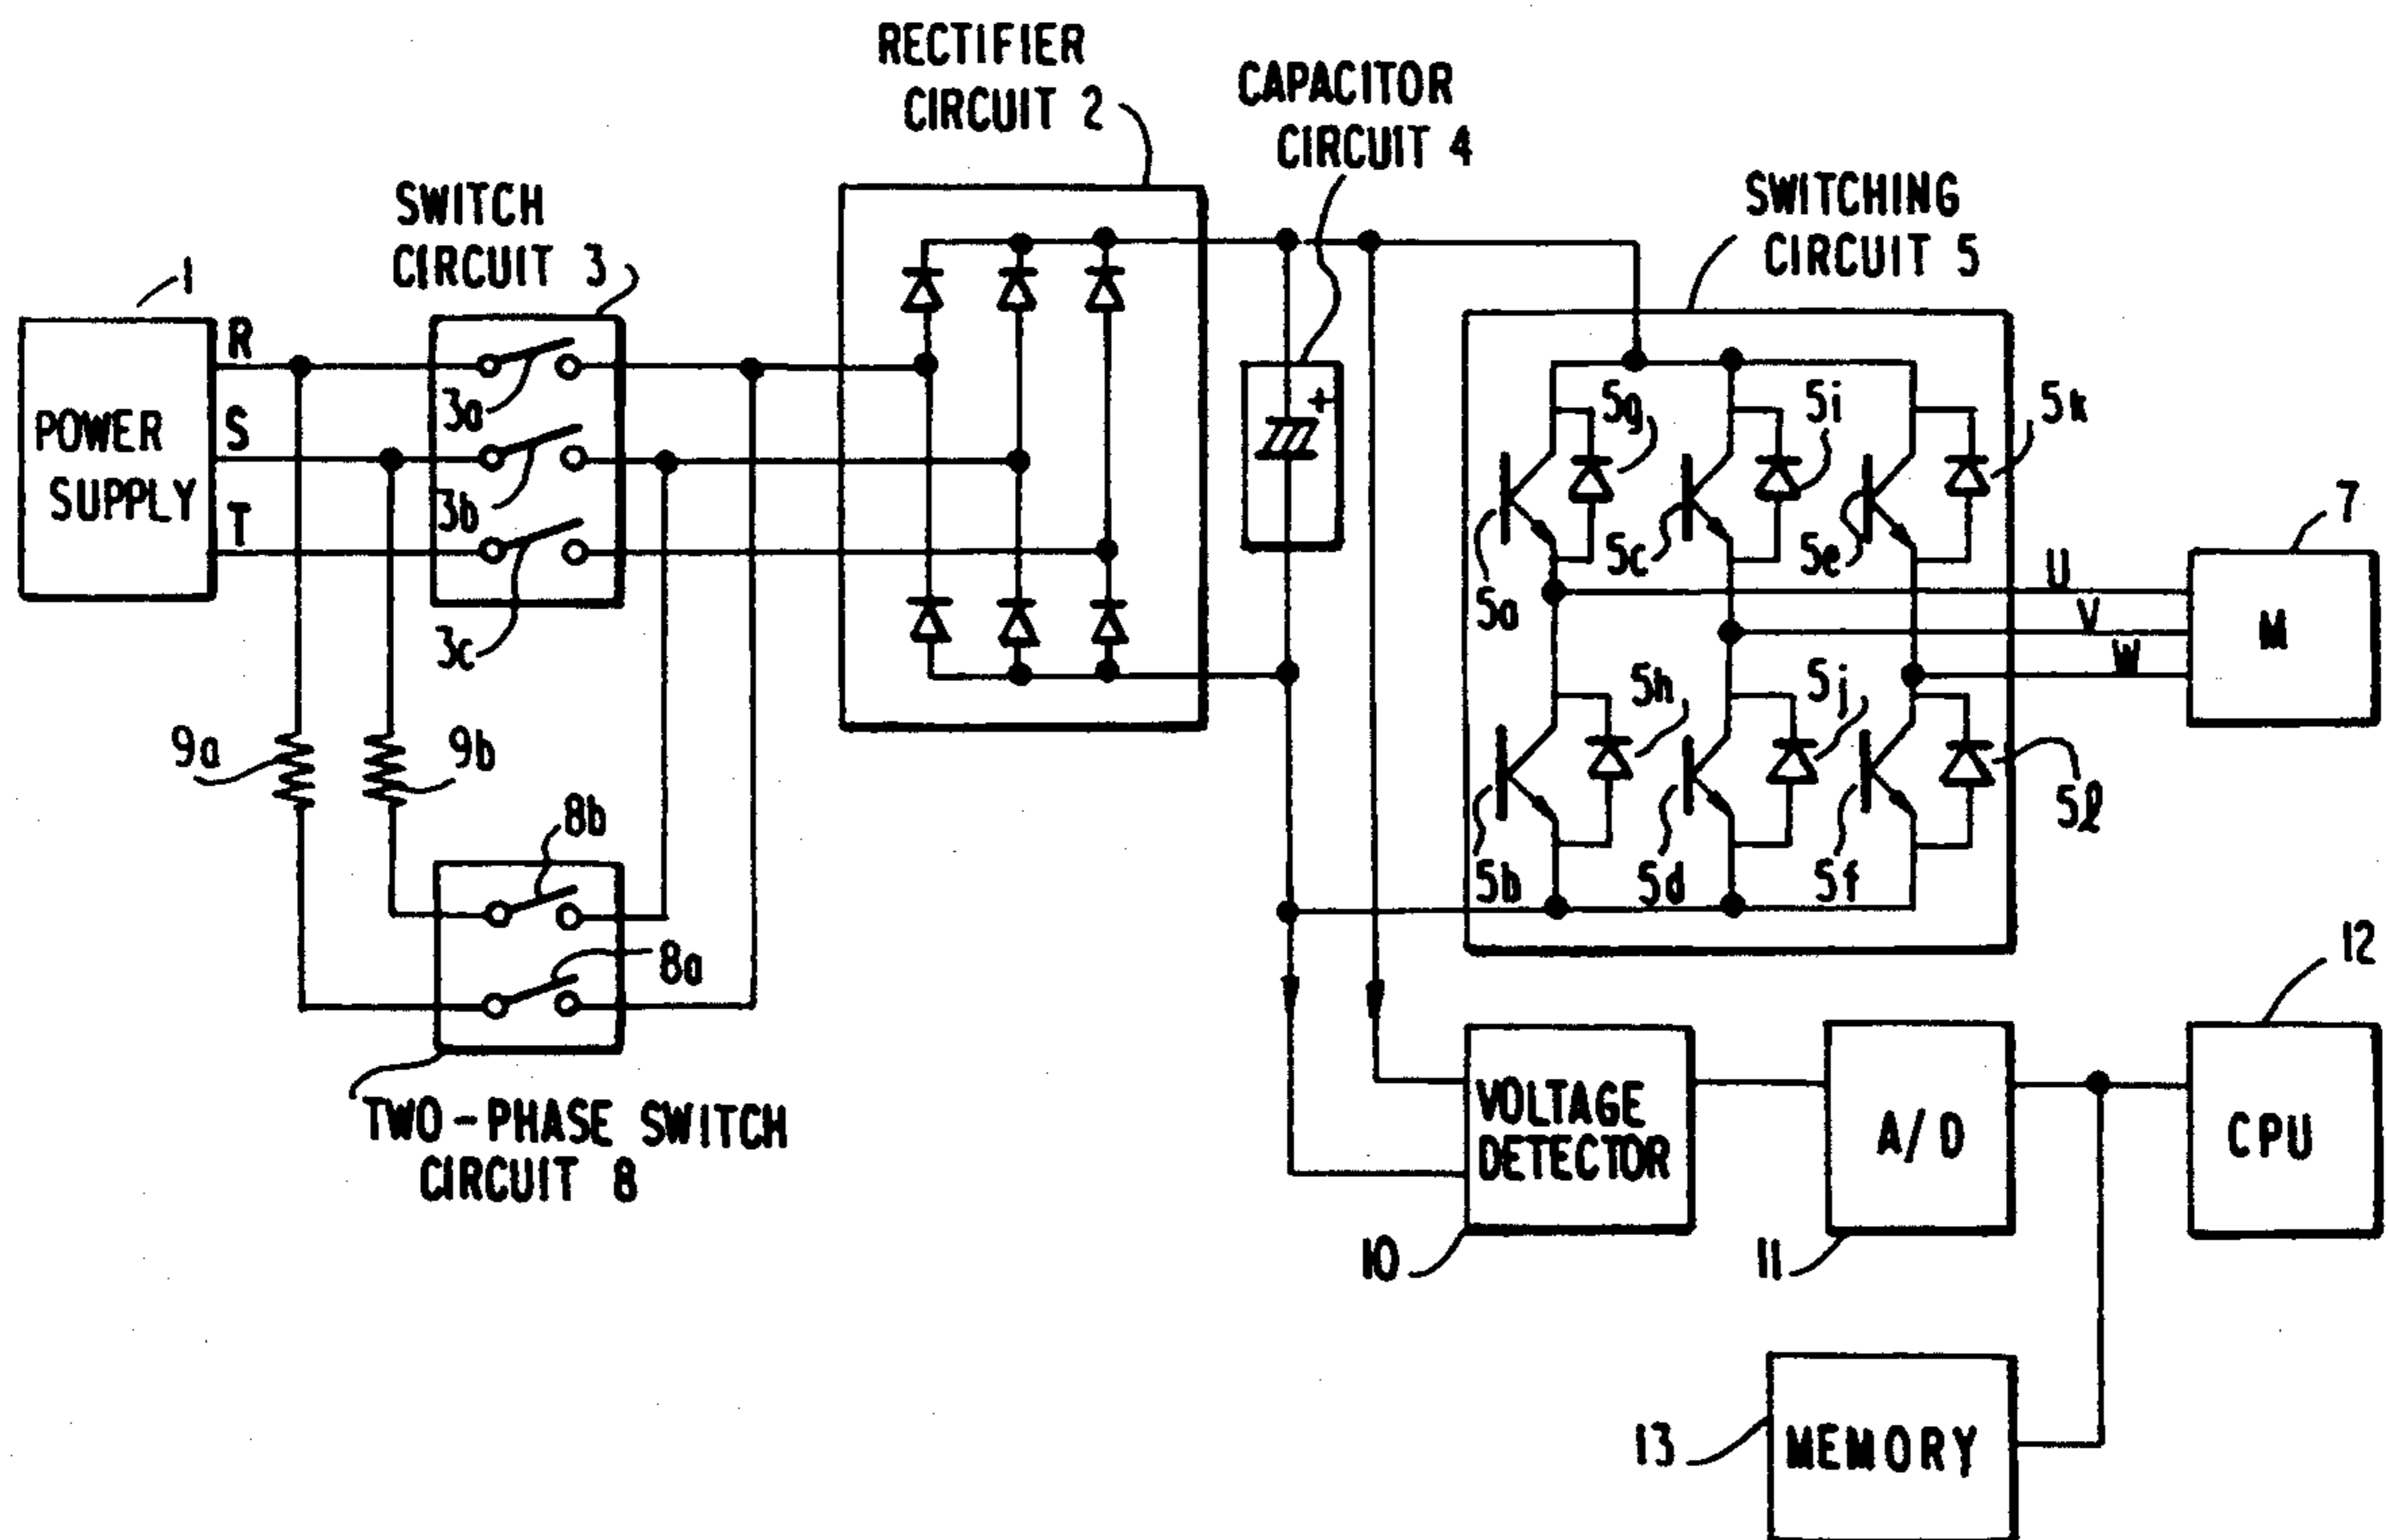 RECTIFIER
CIRCUIT 2
CAPACITOR
CIRCUIT 4
SWITCH
CIRCUIT 3
SWITCHING
CIRCUIT 5
1
R
S
T
POWER
SUPPLY
3a
3b
3c
+
5g
5i
5k
5a
5c
5e
7
U
V
W
M
5h
5j
5l
5b
5d
5f
9a
9b
8b
8a
TWO-PHASE SWITCH
CIRCUIT 8
VOLTAGE
DETECTOR
10
A/D
11
CPU
12
13
MEMORY